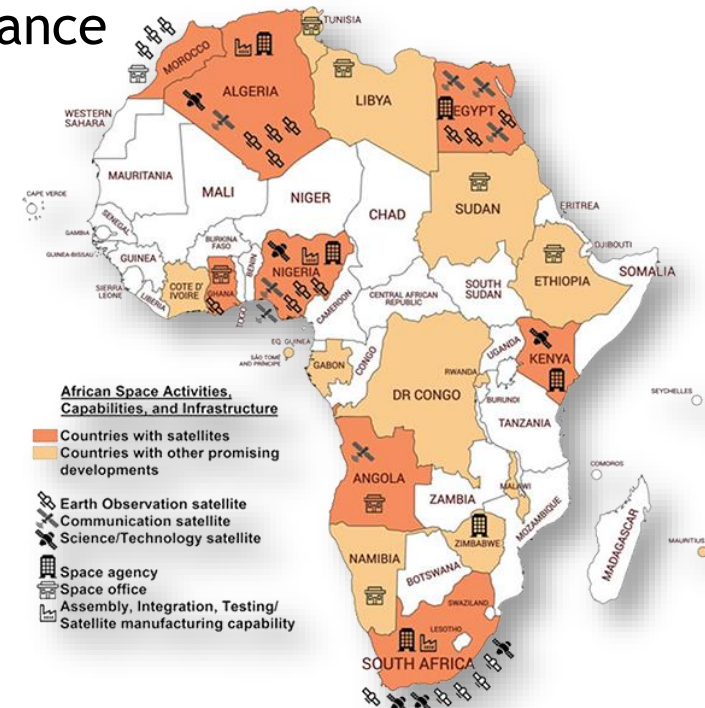 ance
TUNISIA
MOROCCO
ALGERIA
LIBYA
EGYPT
WESTERN
SAHARA
MAURITANIA
MALI
NIGER
CHAD
SUDAN
ERITREA
CAPE VERDE
SENEGAL
GAMBIA
GUINEA-BISSAU
GUINEA
BURKINA
FASO
BENIN
NIGERIA
DJIBOUTI
SOMALIA
ETHIOPIA
SIERRA
LEONE
LIBERIA
COTE D'
IVOIRE
GHANA
TOGO
CAMEROON
CENTRAL AFRICAN
REPUBLIC
SOUTH
SUDAN
EQ. GUINEA
SÃO TOMÉ
AND PRÍNCIPE
GABON
CONGO
UGANDA
KENYA
RWANDA
DR CONGO
BURUNDI
TANZANIA
SEYCHELLES
African Space Activities,
Capabilities, and Infrastructure
Countries with satellites
Countries with other promising
developments
Earth Observation satellite
Communication satellite
Science/Technology satellite
Space agency
Space office
Assembly, Integration, Testing/
Satellite manufacturing capability
ANGOLA
ZAMBIA
MALAWI
COMOROS
MOZAMBIQUE
MADAGASCAR
MAURITIUS
ZIMBABWE
NAMIBIA
BOTSWANA
SWAZILAND
LESOTHO
SOUTH AFRICA